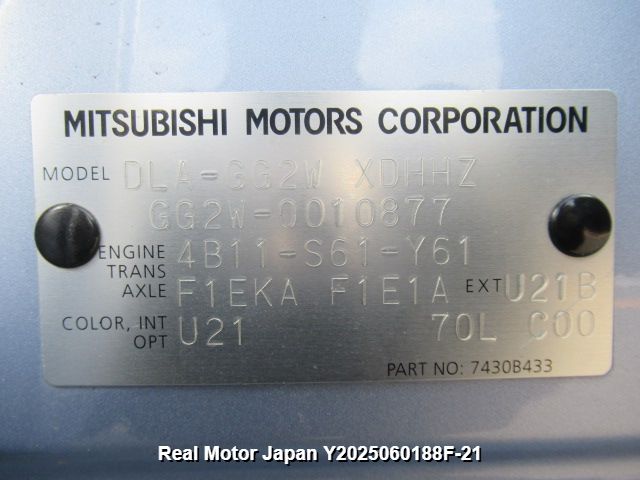 MITSUBISHI MOTORS CORPORATION
MODEL DLA-GG2W XDHHZ
GG2W-0010877
ENGINE 4B11-S61-Y61
TRANS
AXLE F1EKA F1E1A EXT U21B
COLOR, INT
OPT U21 70L C00
PART NO: 7430B433
Real Motor Japan Y2025060188F-21